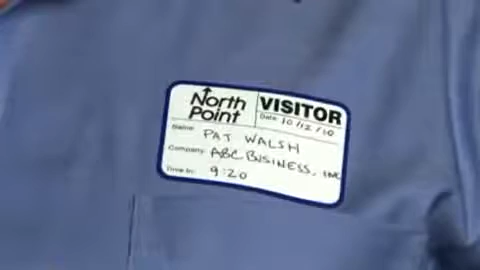 North Point
VISITOR
Date: 10/12/10
Name: PAT WALSH
Company: ABC BUSINESS, INC
Time In: 9:20